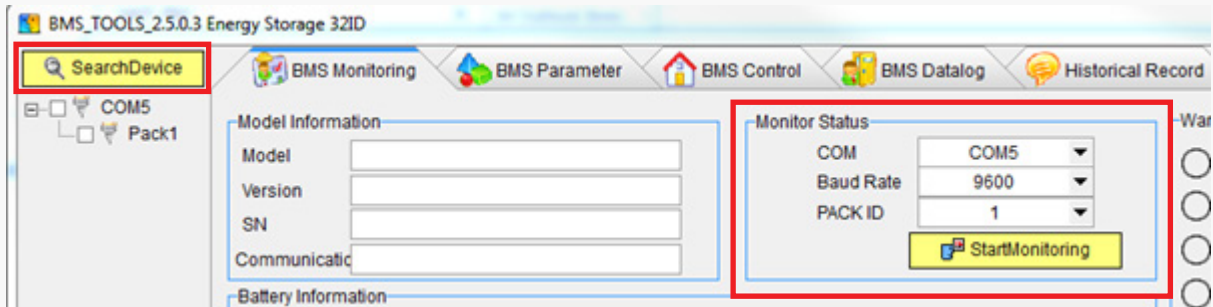 BMS_TOOLS_2.5.0.3 Energy Storage 32ID
SearchDevice
BMS Monitoring
BMS Parameter
BMS Control
BMS Datalog
Historical Record
COM5
Pack1
Model Information
Model
Version
SN
Communicatic
Monitor Status
COM COM5
Baud Rate 9600
PACK ID 1
StartMonitoring
War
Battery Information